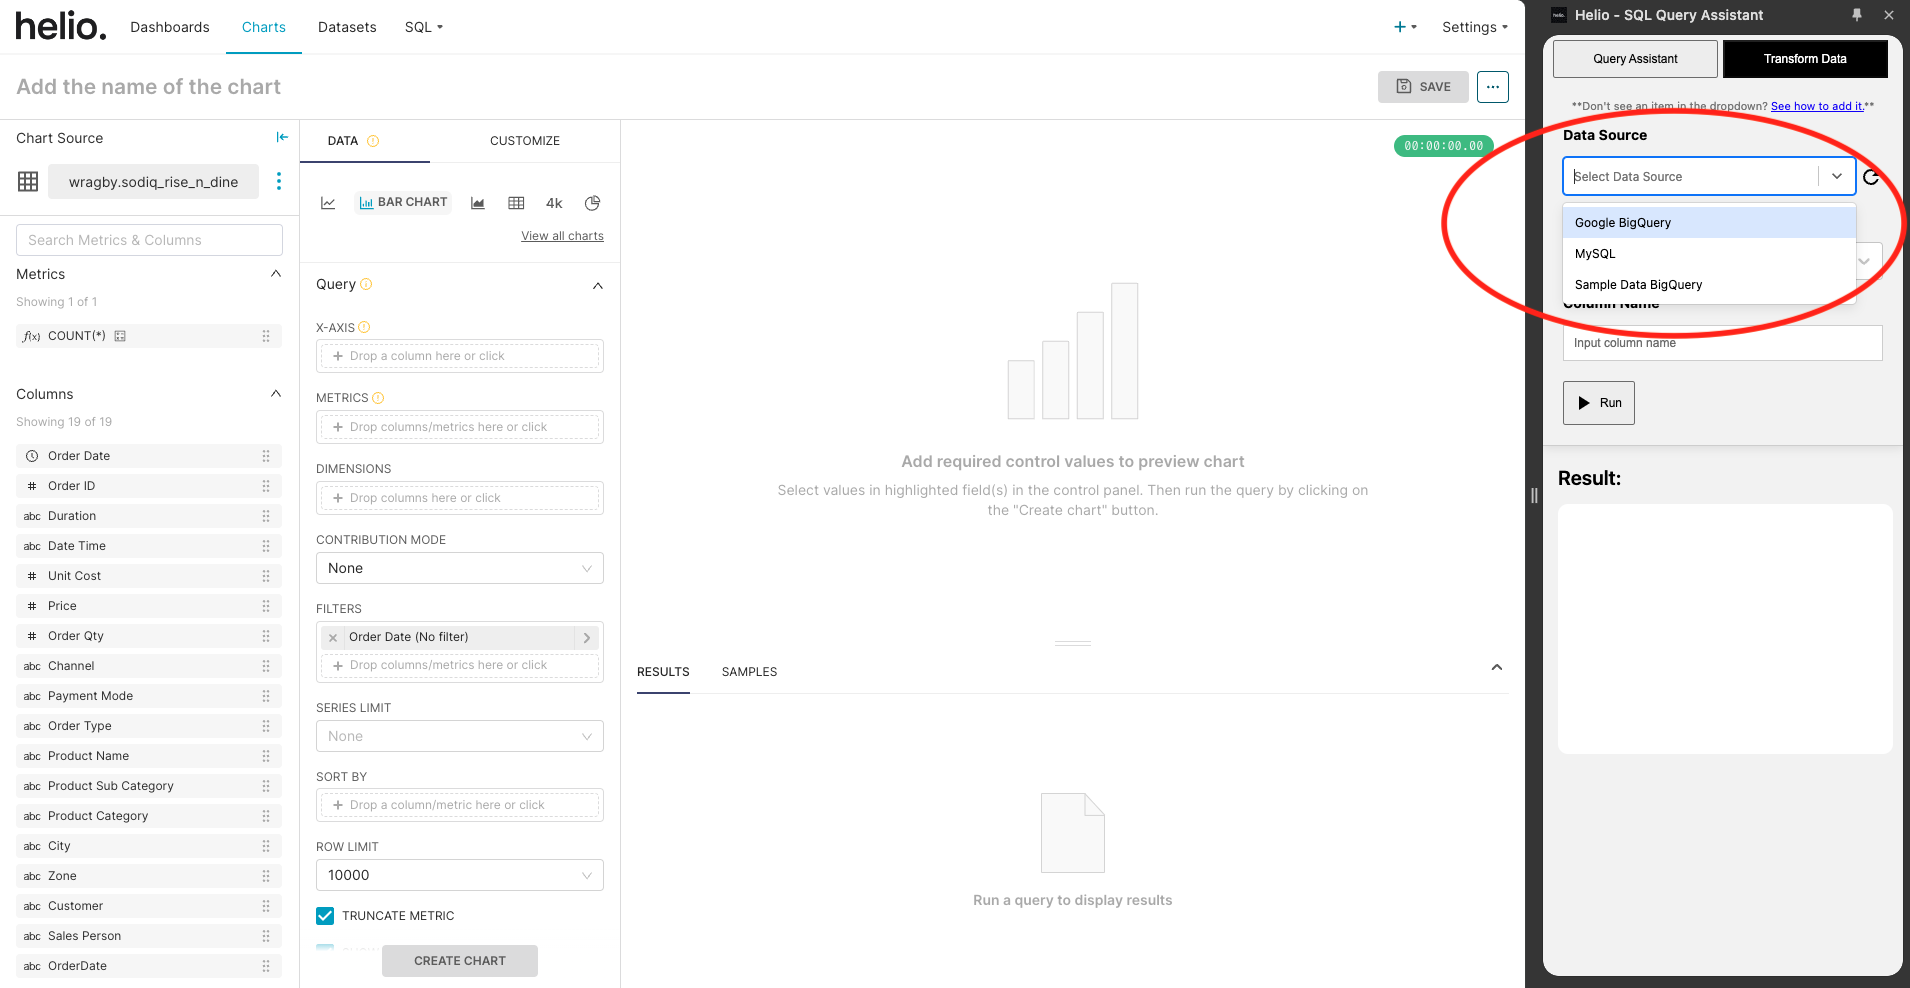 helio.
Dashboards
Charts
Datasets
SQL
+
Settings
Add the name of the chart
SAVE
...
Chart Source
wragby.sodiq_rise_n_dine
Search Metrics & Columns
Metrics
Showing 1 of 1
f(x) COUNT(*)
Columns
Showing 19 of 19
Order Date
# Order ID
abc Duration
abc Date Time
# Unit Cost
# Price
# Order Qty
abc Channel
abc Payment Mode
abc Order Type
abc Product Name
abc Product Sub Category
abc Product Category
abc City
abc Zone
abc Customer
abc Sales Person
abc OrderDate
DATA
CUSTOMIZE
BAR CHART
4k
View all charts
Query
X-AXIS
+ Drop a column here or click
METRICS
+ Drop columns/metrics here or click
DIMENSIONS
+ Drop columns here or click
CONTRIBUTION MODE
None
FILTERS
× Order Date (No filter)
+ Drop columns/metrics here or click
SERIES LIMIT
None
SORT BY
+ Drop a column/metric here or click
ROW LIMIT
10000
TRUNCATE METRIC
CREATE CHART
00:00:00.00
Add required control values to preview chart
Select values in highlighted field(s) in the control panel. Then run the query by clicking on
the "Create chart" button.
RESULTS
SAMPLES
Run a query to display results
helio.
Helio - SQL Query Assistant
Query Assistant
Transform Data
**Don't see an item in the dropdown? See how to add it.**
Data Source
Select Data Source
Google BigQuery
MySQL
Sample Data BigQuery
Column Name
Input column name
Run
Result: